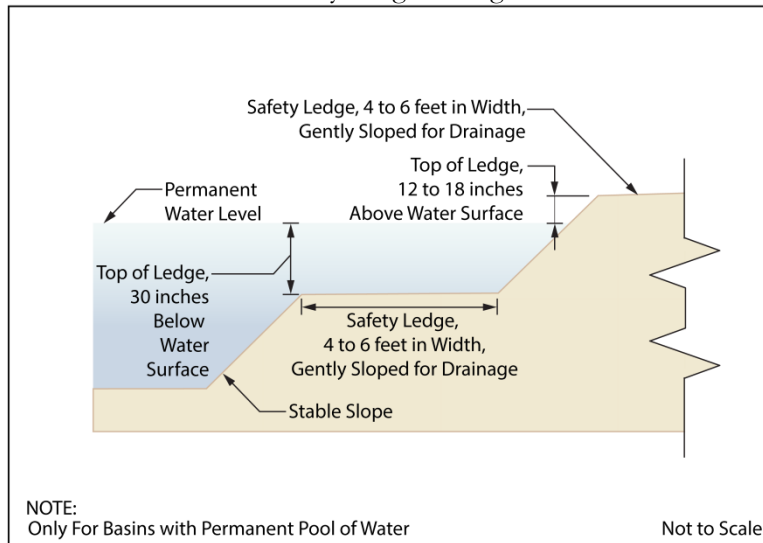 Safety Ledge, 4 to 6 feet in Width,
Gently Sloped for Drainage
Top of Ledge,
12 to 18 inches
Above Water Surface
Permanent
Water Level
Top of Ledge,
30 inches
Below
Water
Surface
Safety Ledge,
4 to 6 feet in Width,
Gently Sloped for Drainage
Stable Slope
NOTE:
Only For Basins with Permanent Pool of Water
Not to Scale